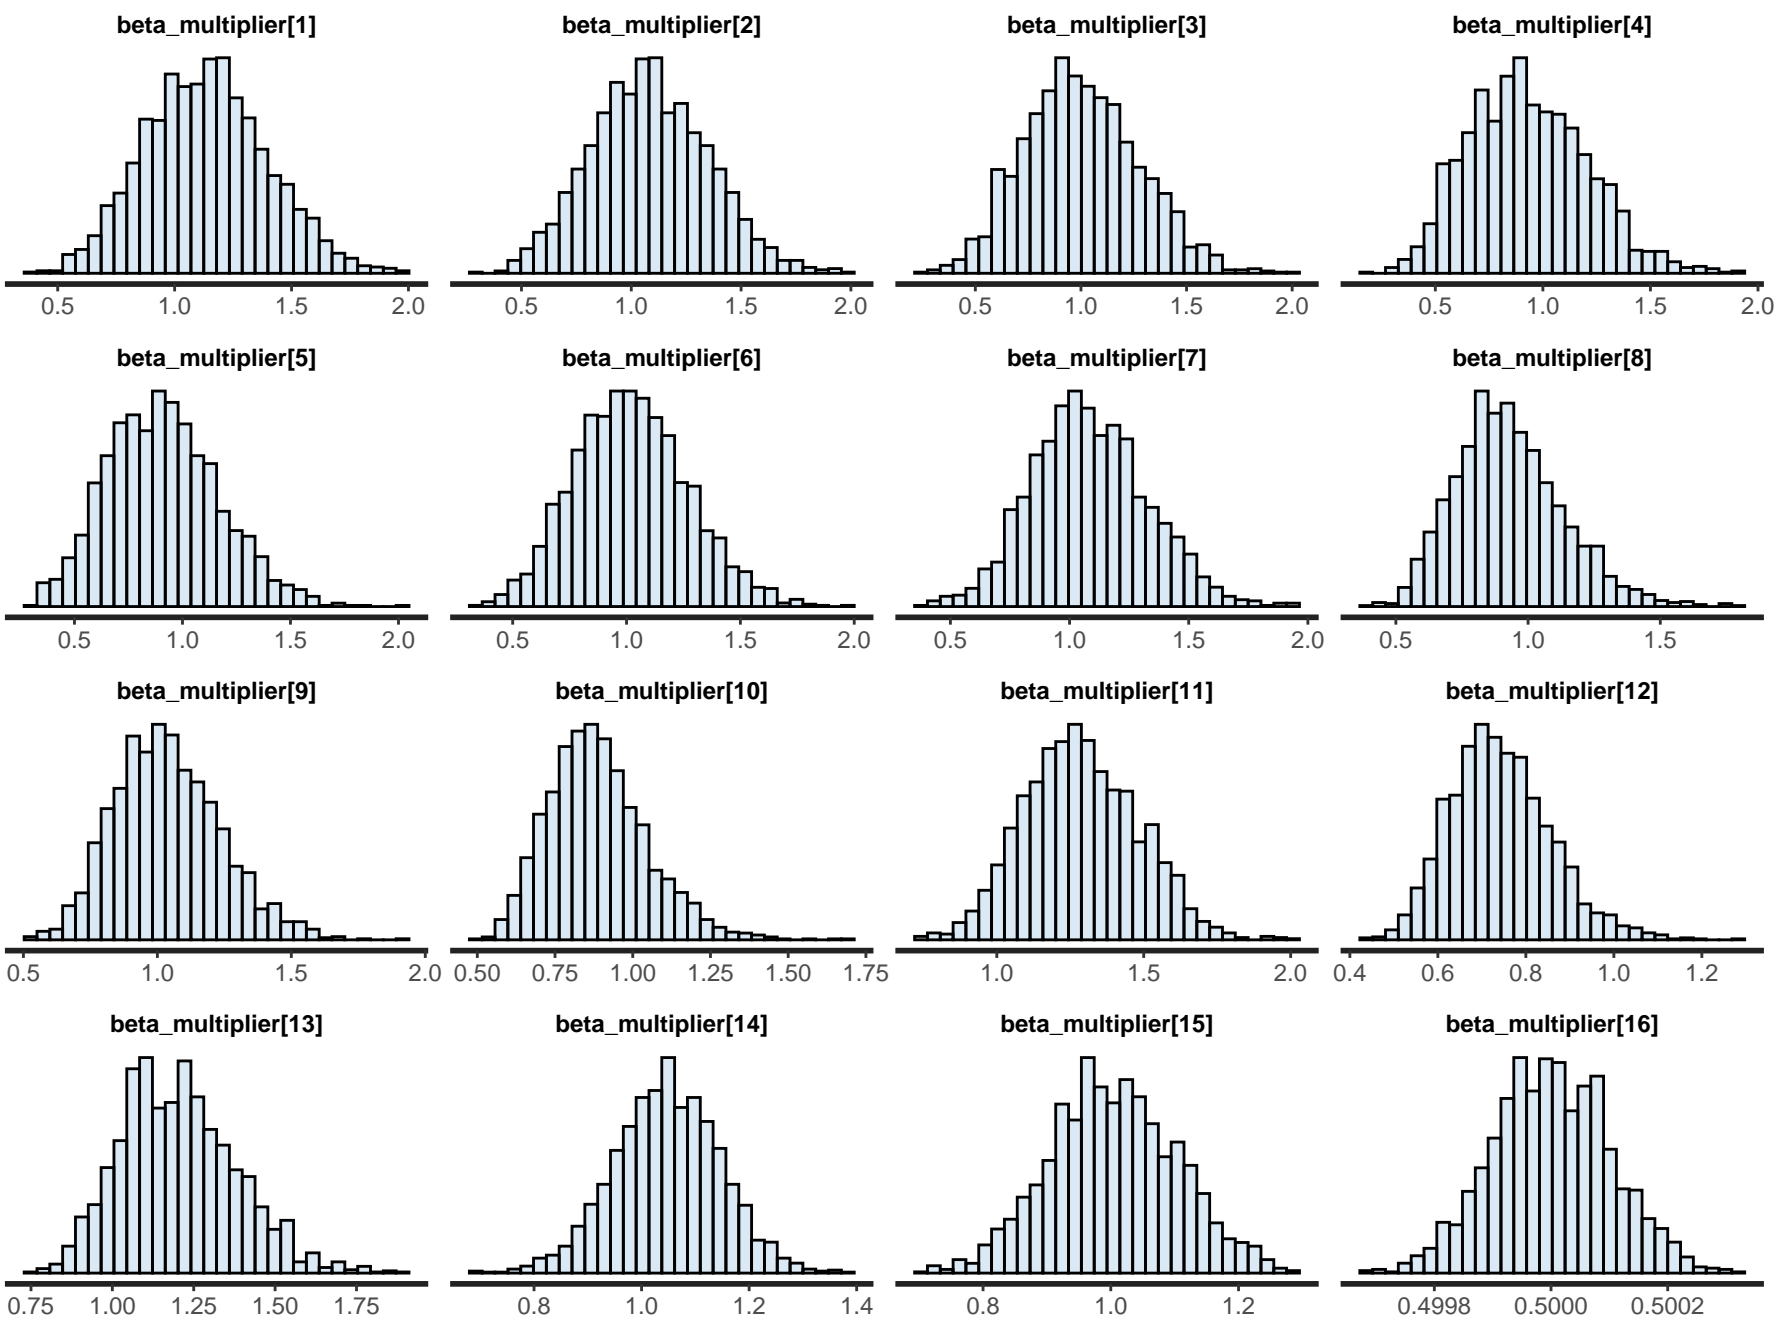 beta_multiplier[1] beta_multiplier[2] beta_multiplier[3] beta_multiplier[4]
0.5 1.0 1.5 2.0 0.5 1.0 1.5 2.0 0.5 1.0 1.5 2.0 0.5 1.0 1.5 2.0
beta_multiplier[5] beta_multiplier[6] beta_multiplier[7] beta_multiplier[8]
0.5 1.0 1.5 2.0 0.5 1.0 1.5 2.0 0.5 1.0 1.5 2.0 0.5 1.0 1.5
beta_multiplier[9] beta_multiplier[10] beta_multiplier[11] beta_multiplier[12]
0.5 1.0 1.5 2.0 0.50 0.75 1.00 1.25 1.50 1.75 1.0 1.5 2.0 0.4 0.6 0.8 1.0 1.2
beta_multiplier[13] beta_multiplier[14] beta_multiplier[15] beta_multiplier[16]
0.75 1.00 1.25 1.50 1.75 0.8 1.0 1.2 1.4 0.8 1.0 1.2 0.4998 0.5000 0.5002